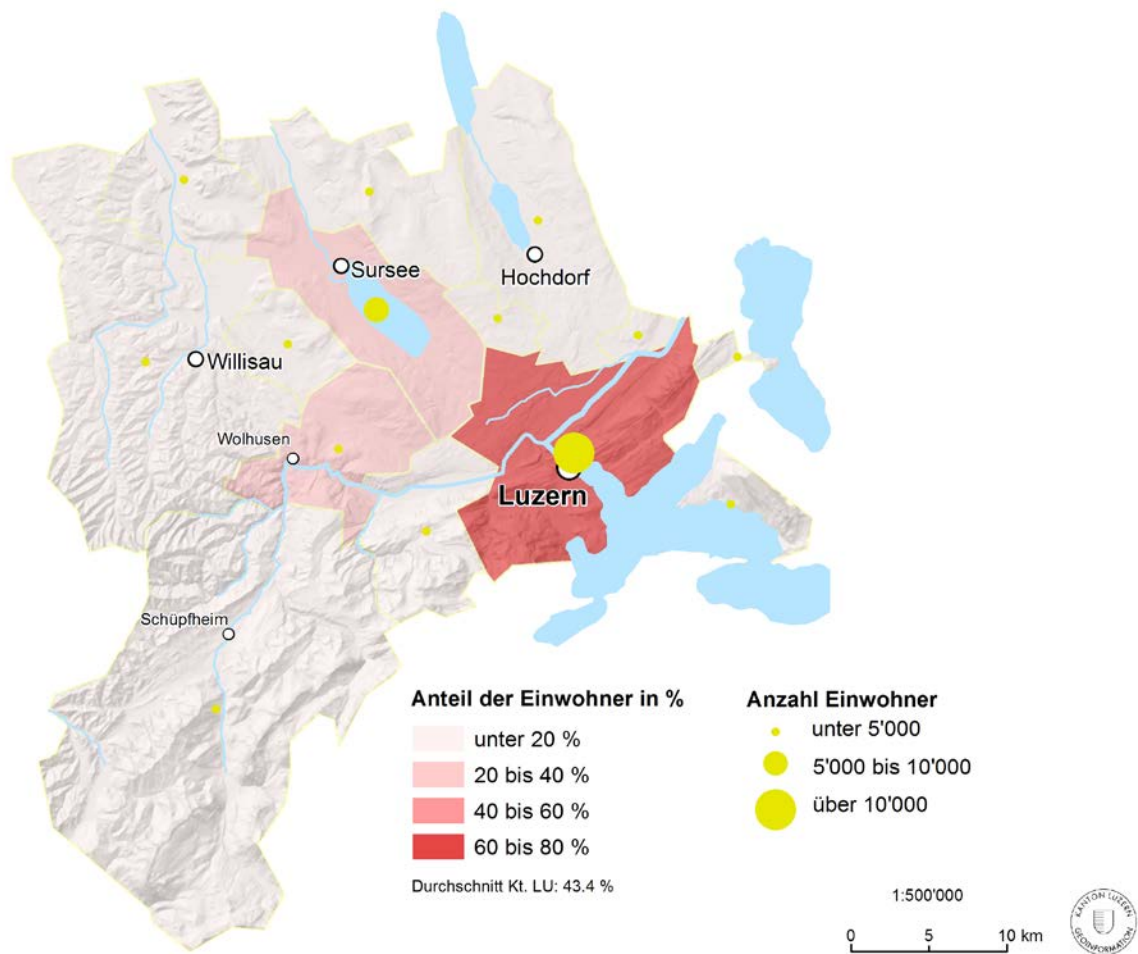 Sursee
Hochdorf
Willisau
Wolhusen
Luzern
Schüpfheim
Anteil der Einwohner in %
unter 20 %
20 bis 40 %
40 bis 60 %
60 bis 80 %
Durchschnitt Kt. LU: 43.4 %
Anzahl Einwohner
unter 5'000
5'000 bis 10'000
über 10'000
1:500'000
0 5 10 km
KANTON LUZERN
GEOINFORMATION